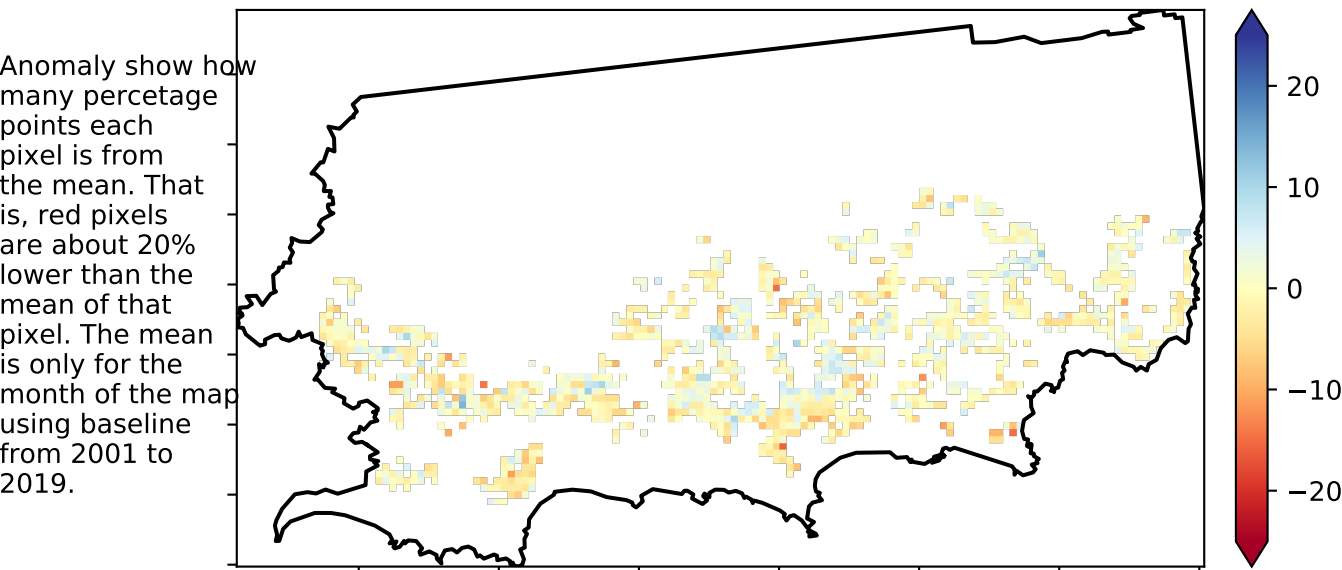 Anomaly show how
many percetage
points each
pixel is from
the mean. That
is, red pixels
are about 20%
lower than the
mean of that
pixel. The mean
is only for the
month of the map
using baseline
from 2001 to
2019.
20
10
0
−10
−20